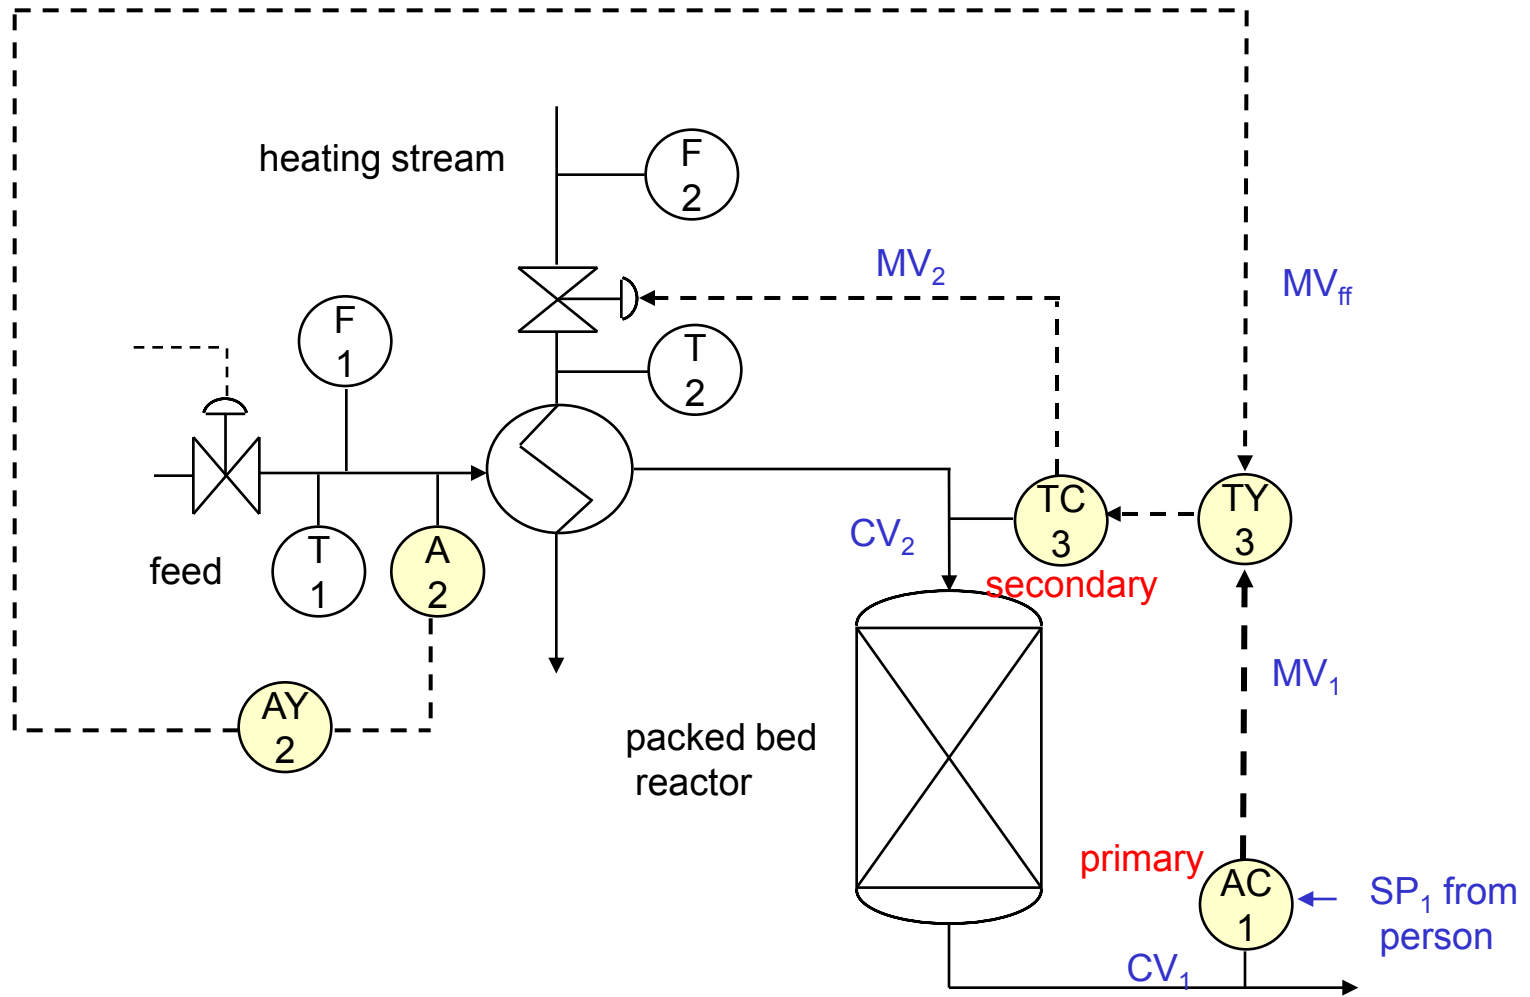 heating stream
F
2
MV2
MVff
F
1
T
2
TC
3
TY
3
CV2
secondary
feed
T
1
A
2
MV1
AY
2
packed bed
reactor
primary
AC
1
SP1 from
person
CV1